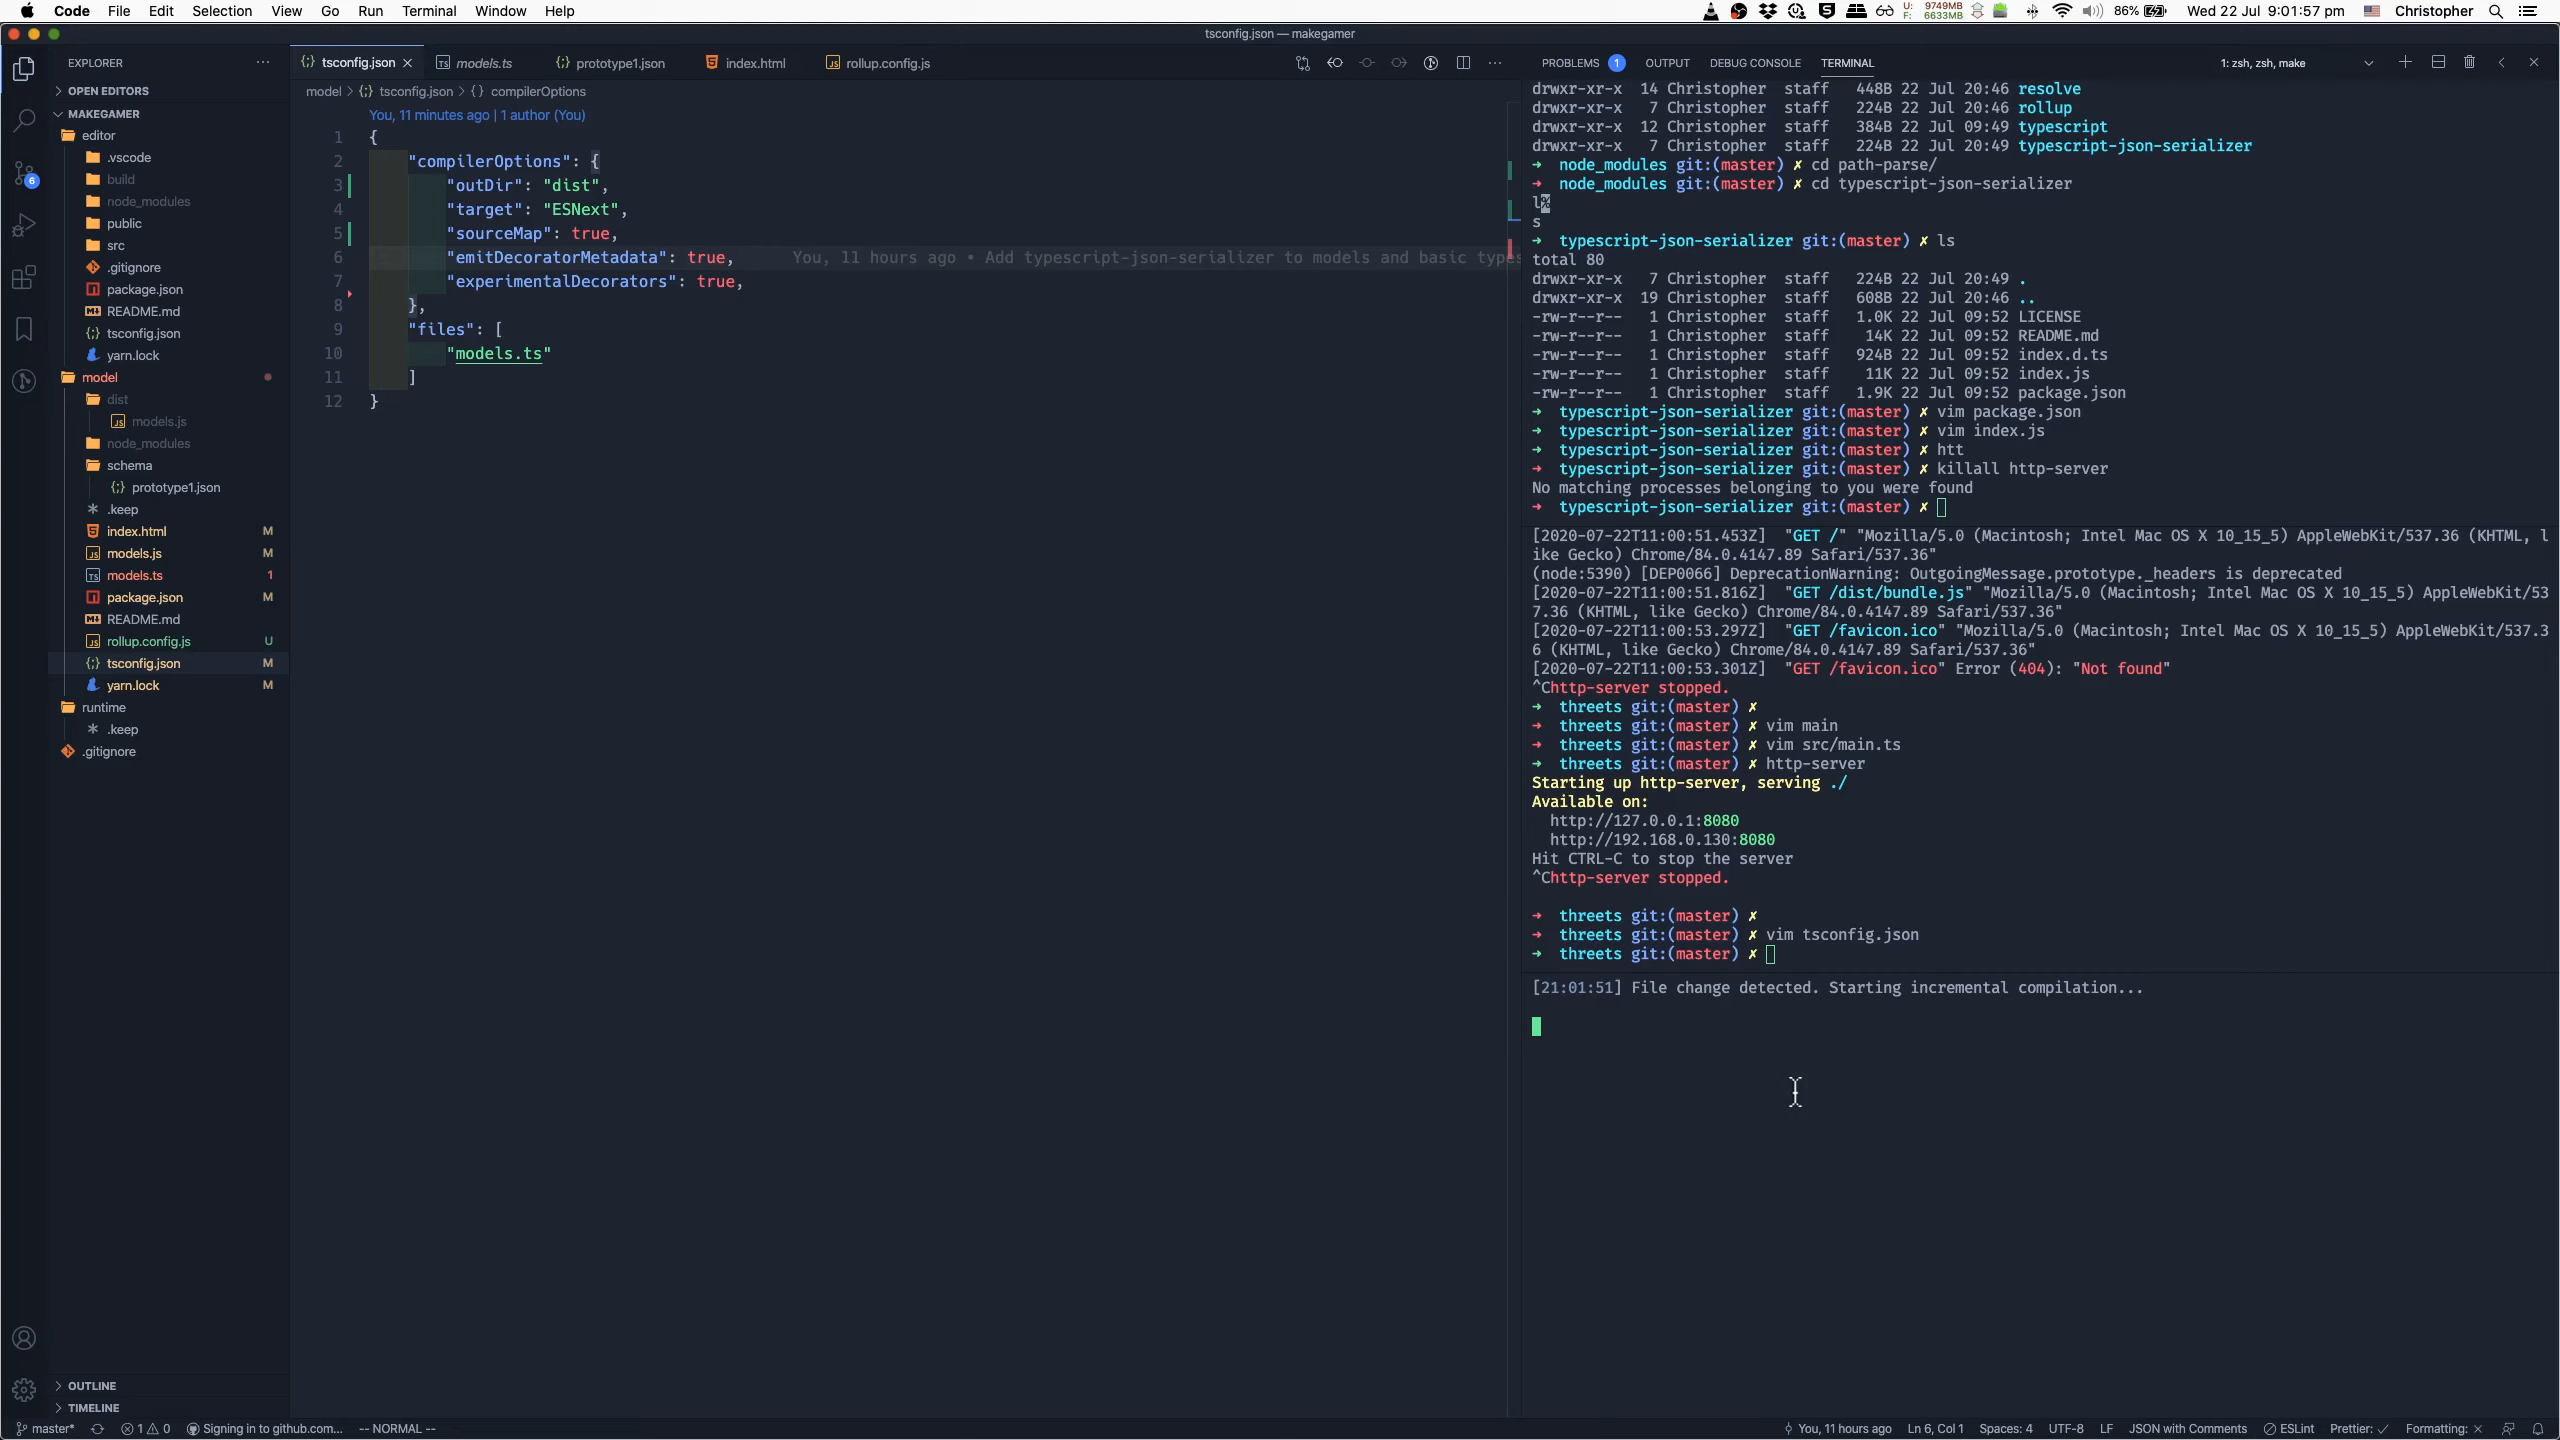 Code File Edit Selection View Go Run Terminal Window Help
U: 9749MB
F: 6633MB
86% Wed 22 Jul 9:01:57 pm Christopher
tsconfig.json — makegamer
EXPLORER
OPEN EDITORS
MAKEGAMER
editor
.vscode
build
node_modules
public
src
.gitignore
package.json
README.md
tsconfig.json
yarn.lock
model
dist
models.js
node_modules
schema
prototype1.json
.keep
index.html M
models.js M
models.ts 1
package.json M
README.md
rollup.config.js U
tsconfig.json M
yarn.lock M
runtime
.keep
.gitignore
OUTLINE
TIMELINE
6
tsconfig.json models.ts prototype1.json index.html rollup.config.js
model > tsconfig.json > {} compilerOptions
You, 11 minutes ago | 1 author (You)
1 {
2 "compilerOptions": {
3 "outDir": "dist",
4 "target": "ESNext",
5 "sourceMap": true,
6 "emitDecoratorMetadata": true, You, 11 hours ago • Add typescript-json-serializer to models and basic types
7 "experimentalDecorators": true,
8 },
9 "files": [
10 "models.ts"
11 ]
12 }
PROBLEMS 1 OUTPUT DEBUG CONSOLE TERMINAL 1: zsh, zsh, make
drwxr-xr-x 14 Christopher staff 448B 22 Jul 20:46 resolve
drwxr-xr-x 7 Christopher staff 224B 22 Jul 20:46 rollup
drwxr-xr-x 12 Christopher staff 384B 22 Jul 09:49 typescript
drwxr-xr-x 7 Christopher staff 224B 22 Jul 20:49 typescript-json-serializer
➜ node_modules git:(master) ✗ cd path-parse/
➜ node_modules git:(master) ✗ cd typescript-json-serializer
l%
s
➜ typescript-json-serializer git:(master) ✗ ls
total 80
drwxr-xr-x 7 Christopher staff 224B 22 Jul 20:49 .
drwxr-xr-x 19 Christopher staff 608B 22 Jul 20:46 ..
-rw-r--r-- 1 Christopher staff 1.0K 22 Jul 09:52 LICENSE
-rw-r--r-- 1 Christopher staff 14K 22 Jul 09:52 README.md
-rw-r--r-- 1 Christopher staff 924B 22 Jul 09:52 index.d.ts
-rw-r--r-- 1 Christopher staff 11K 22 Jul 09:52 index.js
-rw-r--r-- 1 Christopher staff 1.9K 22 Jul 09:52 package.json
➜ typescript-json-serializer git:(master) ✗ vim package.json
➜ typescript-json-serializer git:(master) ✗ vim index.js
➜ typescript-json-serializer git:(master) ✗ htt
➜ typescript-json-serializer git:(master) ✗ killall http-server
No matching processes belonging to you were found
➜ typescript-json-serializer git:(master) ✗
[2020-07-22T11:00:51.453Z] "GET /" "Mozilla/5.0 (Macintosh; Intel Mac OS X 10_15_5) AppleWebKit/537.36 (KHTML, l
ike Gecko) Chrome/84.0.4147.89 Safari/537.36"
(node:5390) [DEP0066] DeprecationWarning: OutgoingMessage.prototype._headers is deprecated
[2020-07-22T11:00:51.816Z] "GET /dist/bundle.js" "Mozilla/5.0 (Macintosh; Intel Mac OS X 10_15_5) AppleWebKit/53
7.36 (KHTML, like Gecko) Chrome/84.0.4147.89 Safari/537.36"
[2020-07-22T11:00:53.297Z] "GET /favicon.ico" "Mozilla/5.0 (Macintosh; Intel Mac OS X 10_15_5) AppleWebKit/537.3
6 (KHTML, like Gecko) Chrome/84.0.4147.89 Safari/537.36"
[2020-07-22T11:00:53.301Z] "GET /favicon.ico" Error (404): "Not found"
^Chttp-server stopped.
➜ threets git:(master) ✗
➜ threets git:(master) ✗ vim main
➜ threets git:(master) ✗ vim src/main.ts
➜ threets git:(master) ✗ http-server
Starting up http-server, serving ./
Available on:
http://127.0.0.1:8080
http://192.168.0.130:8080
Hit CTRL-C to stop the server
^Chttp-server stopped.
➜ threets git:(master) ✗
➜ threets git:(master) ✗ vim tsconfig.json
➜ threets git:(master) ✗
[21:01:51] File change detected. Starting incremental compilation...
master* 1 0 Signing in to github.com... -- NORMAL --
You, 11 hours ago Ln 6, Col 1 Spaces: 4 UTF-8 LF JSON with Comments ESLint Prettier: ✓ Formatting: ×